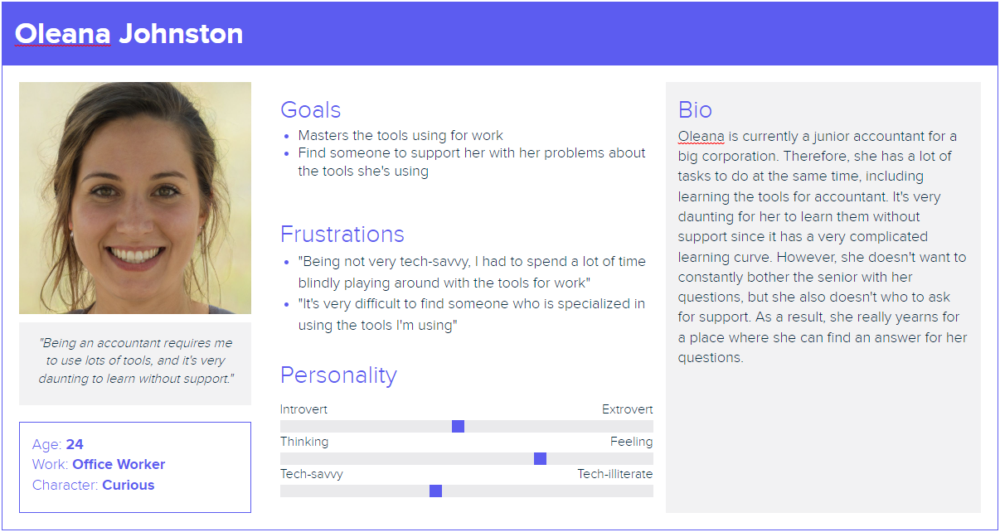 Oleana Johnston
"Being an accountant requires me
to use lots of tools, and it's very
daunting to learn without support."
Age: 24
Work: Office Worker
Character: Curious
Goals
• Masters the tools using for work
• Find someone to support her with her problems about
the tools she's using
Frustrations
• "Being not very tech-savvy, I had to spend a lot of time
blindly playing around with the tools for work"
• "It's very difficult to find someone who is specialized in
using the tools I'm using"
Personality
Introvert Extrovert
Thinking Feeling
Tech-savvy Tech-illiterate
Bio
Oleana is currently a junior accountant for a
big corporation. Therefore, she has a lot of
tasks to do at the same time, including
learning the tools for accountant. It's very
daunting for her to learn them without
support since it has a very complicated
learning curve. However, she doesn't want to
constantly bother the senior with her
questions, but she also doesn't who to ask
for support. As a result, she really yearns for
a place where she can find an answer for her
questions.